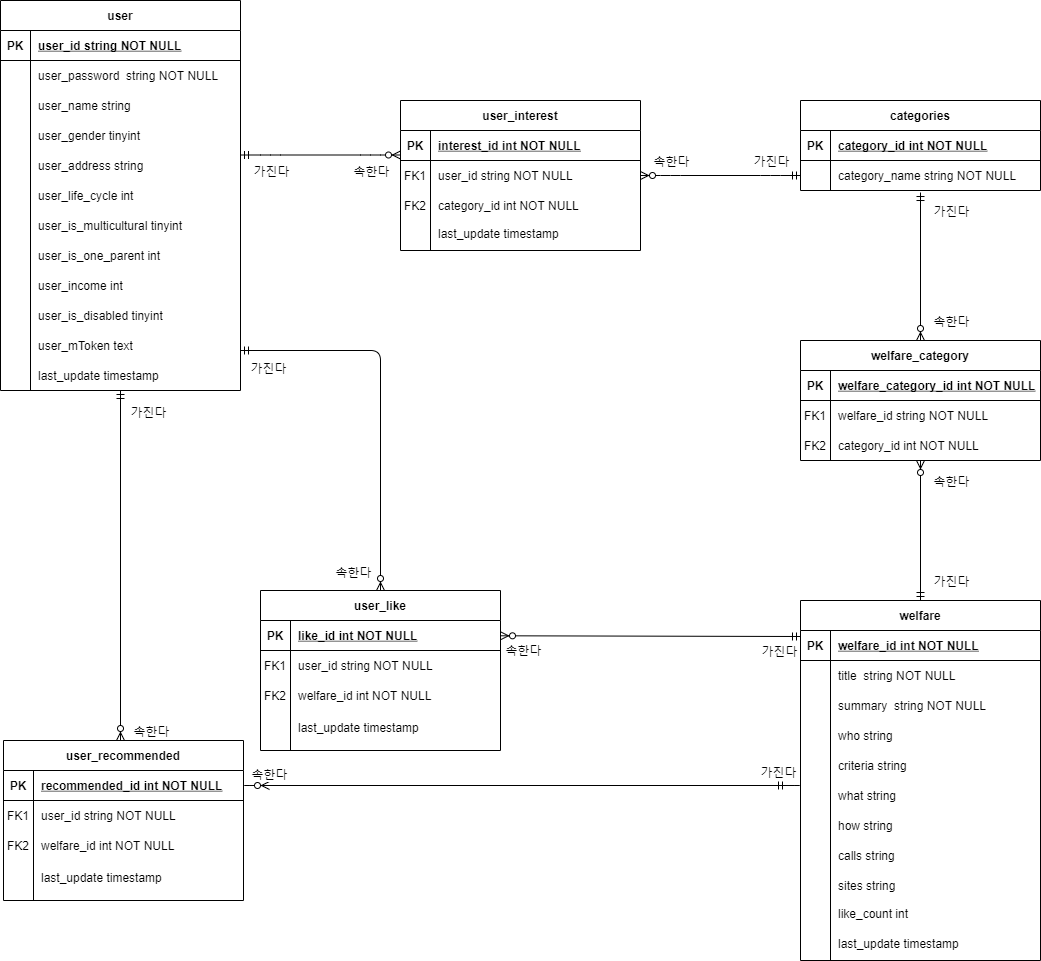 user
PK user_id string NOT NULL
user_password string NOT NULL
user_name string
user_gender tinyint
user_address string
user_life_cycle int
user_is_multicultural tinyint
user_is_one_parent int
user_income int
user_is_disabled tinyint
user_mToken text
last_update timestamp
가진다
속한다
user_interest
PK interest_id int NOT NULL
FK1 user_id string NOT NULL
FK2 category_id int NOT NULL
last_update timestamp
속한다
가진다
categories
PK category_id int NOT NULL
category_name string NOT NULL
가진다
속한다
welfare_category
PK welfare_category_id int NOT NULL
FK1 welfare_id string NOT NULL
FK2 category_id int NOT NULL
속한다
가진다
가진다
속한다
user_like
PK like_id int NOT NULL
FK1 user_id string NOT NULL
FK2 welfare_id int NOT NULL
last_update timestamp
속한다
가진다
welfare
PK welfare_id int NOT NULL
title string NOT NULL
summary string NOT NULL
who string
criteria string
what string
how string
calls string
sites string
like_count int
last_update timestamp
가진다
속한다
user_recommended
PK recommended_id int NOT NULL
FK1 user_id string NOT NULL
FK2 welfare_id int NOT NULL
last_update timestamp
속한다
가진다